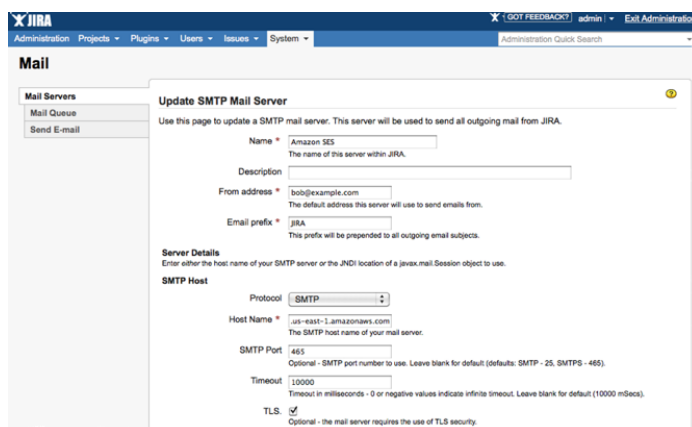 JIRA
GOT FEEDBACK? admin Exit Administratio
Administration Projects Plugins Users Issues System Administration Quick Search
Mail
Mail Servers
Mail Queue
Send E-mail
Update SMTP Mail Server
Use this page to update a SMTP mail server. This server will be used to send all outgoing mail from JIRA.
Name * Amazon SES
The name of this server within JIRA.
Description
From address * bob@example.com
The default address this server will use to send emails from.
Email prefix * JIRA
This prefix will be prepended to all outgoing email subjects.
Server Details
Enter either the host name of your SMTP server or the JNDI location of a javax.mail.Session object to use.
SMTP Host
Protocol SMTP
Host Name * .us-east-1.amazonaws.com
The SMTP host name of your mail server.
SMTP Port 465
Optional - SMTP port number to use. Leave blank for default (defaults: SMTP - 25, SMTPS - 465).
Timeout 10000
Timeout in milliseconds - 0 or negative values indicate infinite timeout. Leave blank for default (10000 mSecs).
TLS.
Optional - the mail server requires the use of TLS security.